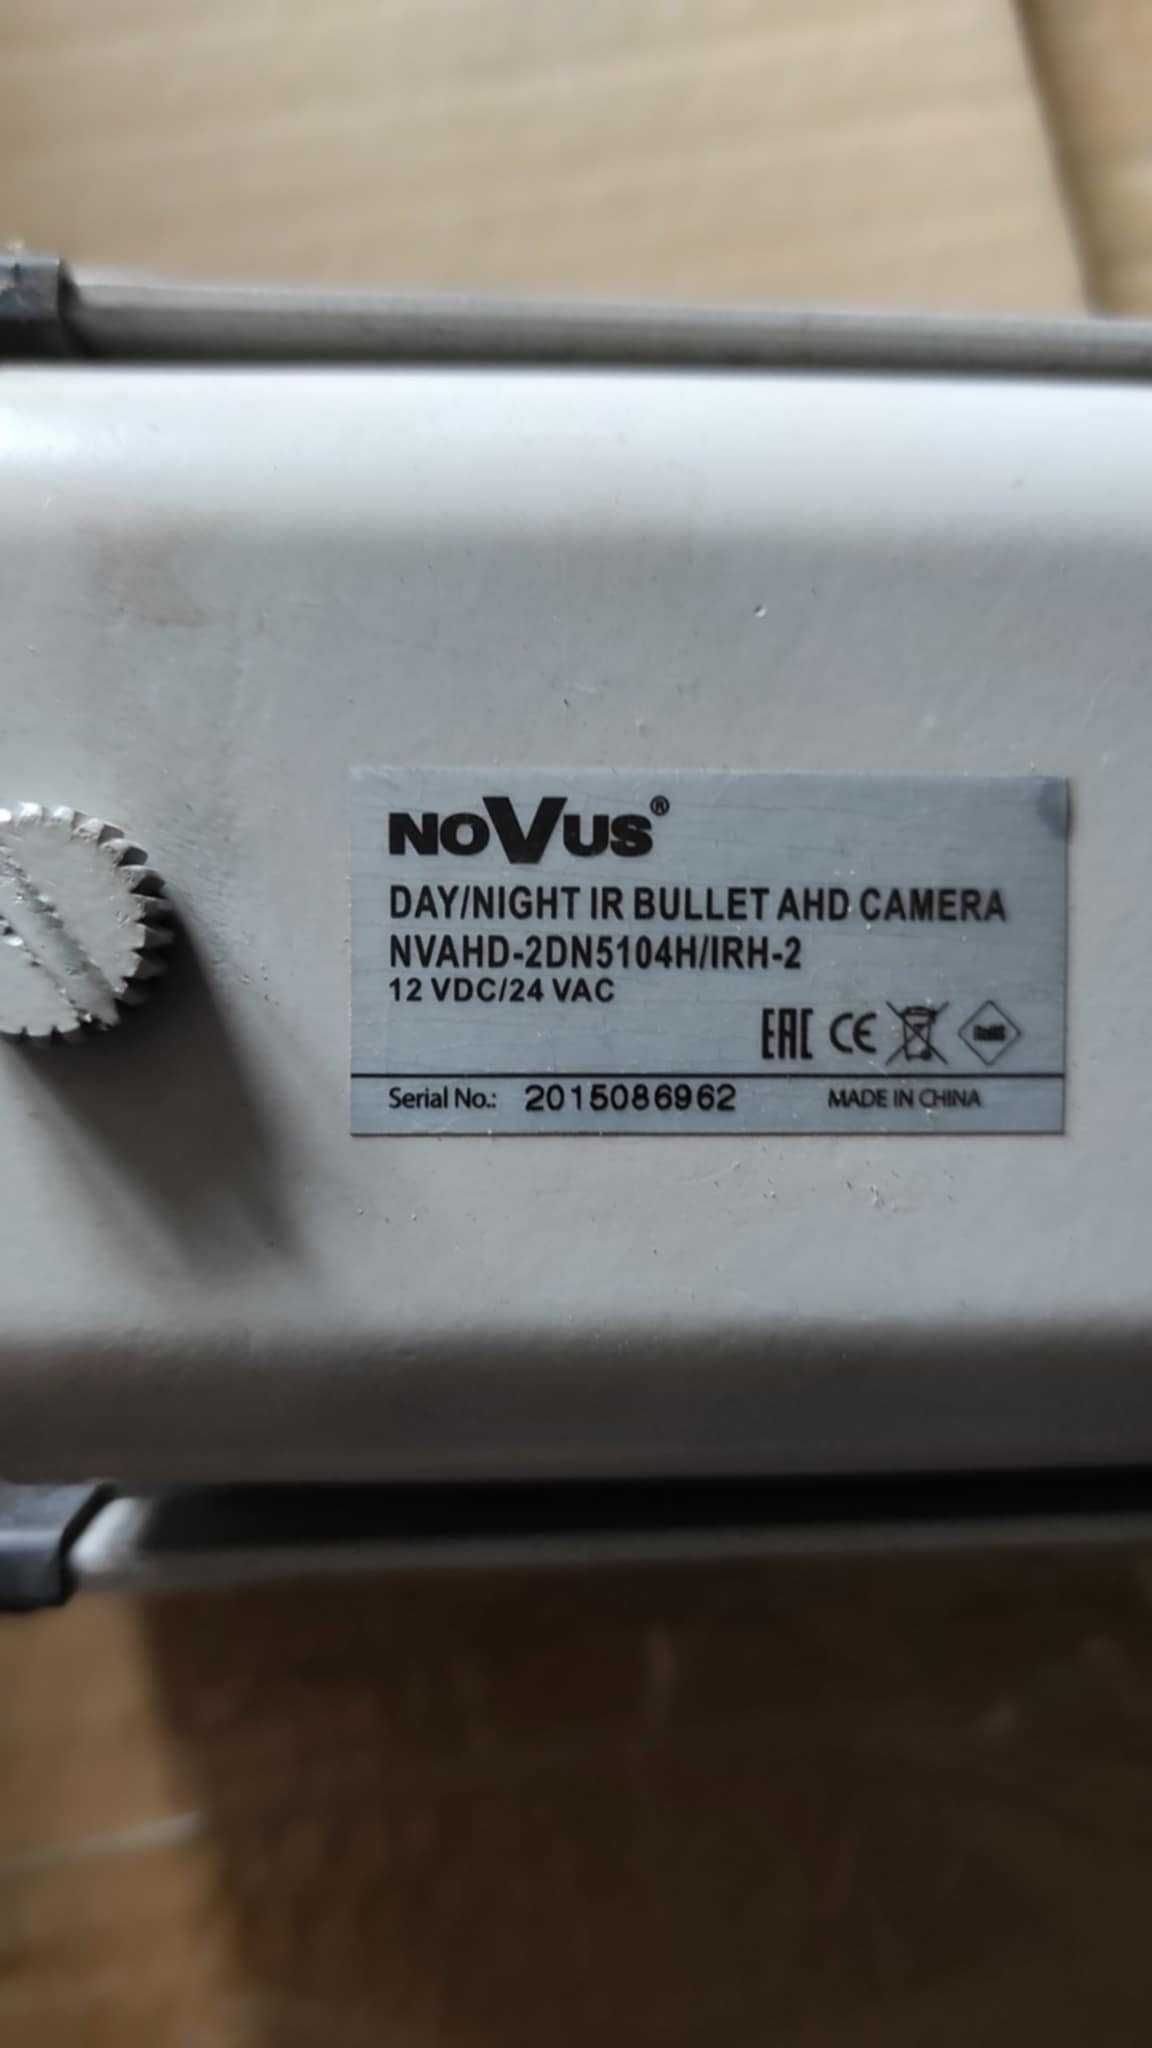 NOVUS®
DAY/NIGHT IR BULLET AHD CAMERA
NVAHD-2DN5104H/IRH-2
12 VDC/24 VAC
EAC CE RoHS
Serial No.: 2015086962 MADE IN CHINA